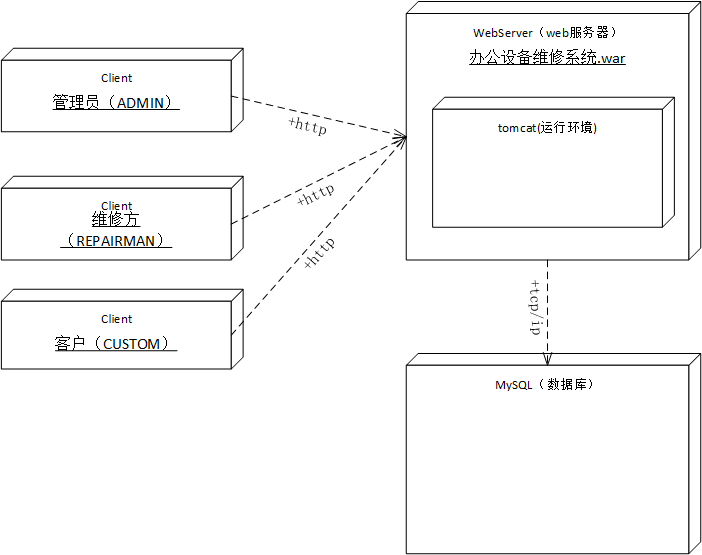 WebServer（web服务器）
办公设备维修系统.war
Client
管理员（ADMIN）
+http
tomcat(运行环境)
Client
维修方
（REPAIRMAN）
+http
+http
Client
客户（CUSTOM）
+tcp/ip
MySQL（数据库）